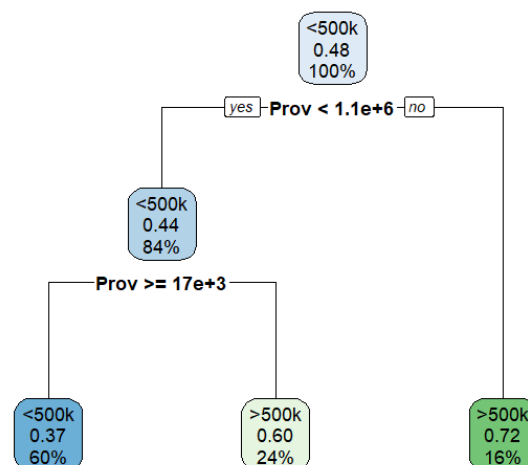 <500k
0.48
100%
yes Prov < 1.1e+6 no
<500k
0.44
84%
Prov >= 17e+3
<500k
0.37
60%
>500k
0.60
24%
>500k
0.72
16%